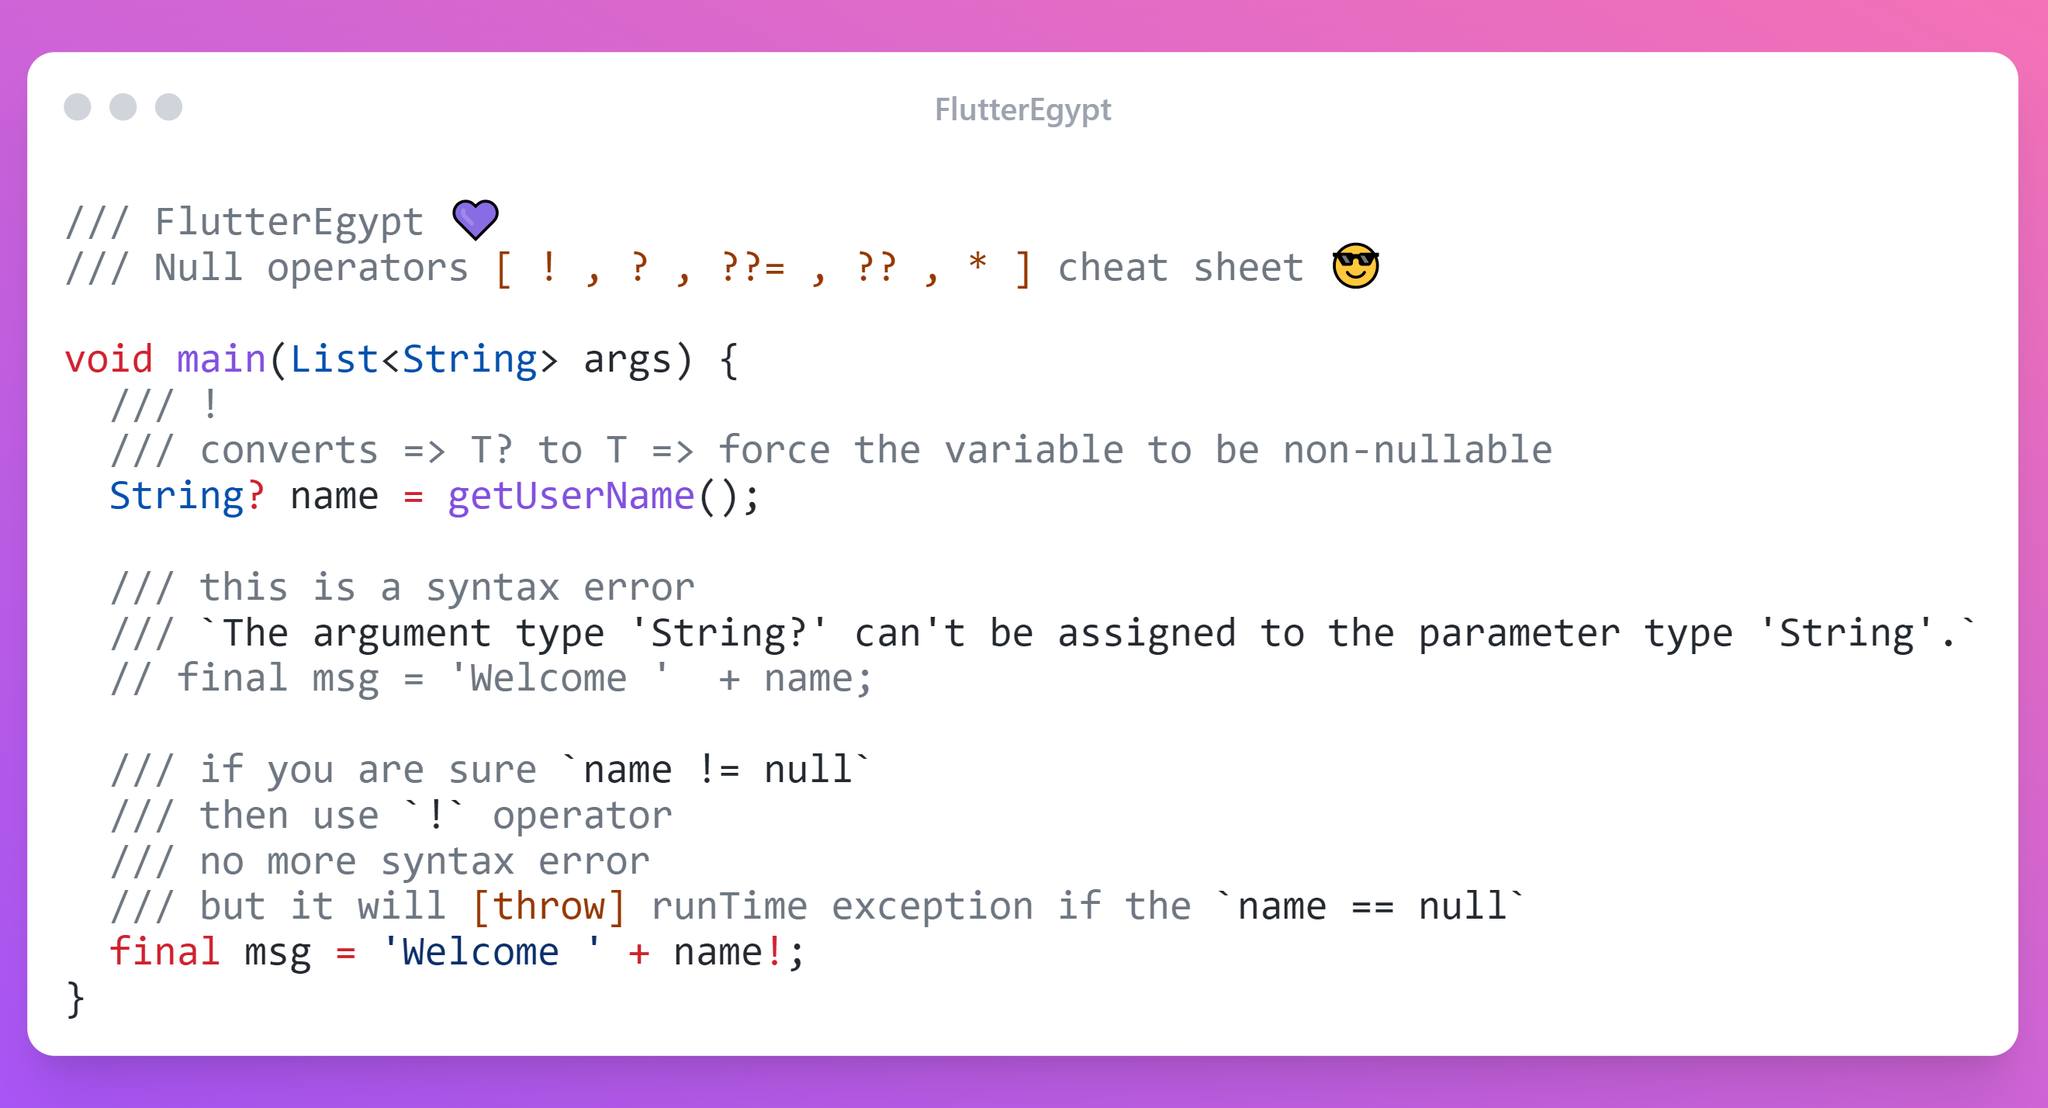 FlutterEgypt
/// FlutterEgypt 💜
/// Null operators [ ! , ? , ??= , ?? , * ] cheat sheet 😎
void main(List<String> args) {
/// !
/// converts => T? to T => force the variable to be non-nullable
String? name = getUserName();
/// this is a syntax error
/// `The argument type 'String?' can't be assigned to the parameter type 'String'.`
// final msg = 'Welcome '  + name;
/// if you are sure `name != null`
/// then use `!` operator
/// no more syntax error
/// but it will [throw] runTime exception if the `name == null`
final msg = 'Welcome ' + name!;
}